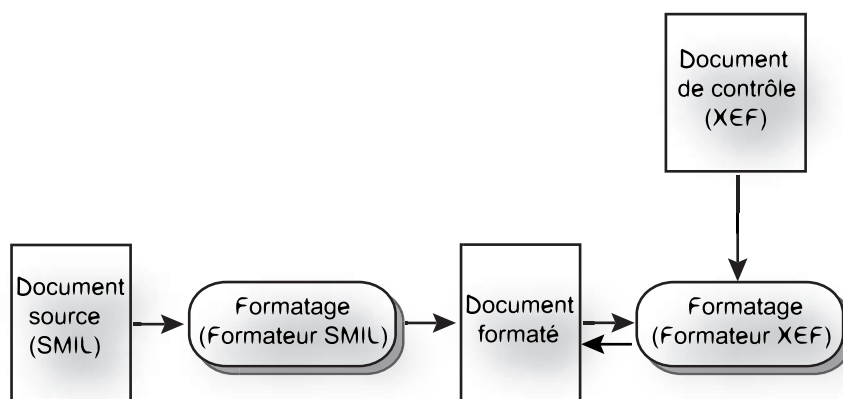 Document
de contrôle
(XEF)
Document
source
(SMIL)
Formatage
(Formateur SMIL)
Document
formaté
Formatage
(Formateur XEF)